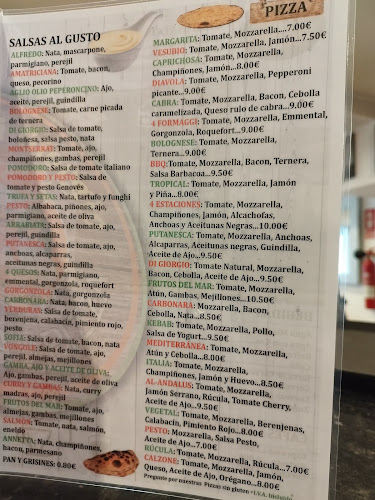 SALSAS AL GUSTO
ALFREDO: Nata, mascarpone,
parmigiano, perejil
AMATRICIANA: Tomate, bacon,
queso, pecorino
AGLIO OLIO PEPERONCINO: Ajo,
aceite, perejil, guindilla
BOLOGNESE: Tomate, carne picada
de ternera
DI GIORGIO: Salsa de tomate,
boloñesa, salsa pesto, nata
MONTSERRAT: Tomate, ajo,
champiñones, gambas, perejil
POMODORO: Salsa de tomate italiano
POMODORO Y PESTO: Salsa de
tomate y pesto Genovés
TRUFA Y SETAS: Nata, tartufo y funghi
PESTO: Albahaca, piñones, ajo,
parmigiano, aceite de oliva
ARRABIATE: Salsa de tomate, ajo,
perejil, guindilla
PUTANESCA: Salsa de tomate, ajo,
anchoas, alcaparras,
aceitunas negras, guindilla
4 QUESOS: Nata, parmigiano,
emmental, gorgonzola, roquefort
GORGONZOLA: Nata, gorgonzola
CARBONARA: Nata, bacon, huevo
VERDURAS: Salsa de tomate,
berenjena, calabacín, pimiento rojo,
pesto
SOFIA: Salsa de tomate, bacon, nata
VONGOLE: Salsa de tomate, ajo,
perejil, almejas, mejillones
GAMBA, AJO Y ACEITE DE OLIVA:
Ajo, gambas, perejil, aceite de oliva
CURRY Y GAMBAS: Nata, curry
madras, ajo, perejil
FRUTOS DEL MAR: Tomate, ajo,
almejas, gambas, mejillones
SALMÓN: Tomate, nata, salmón,
eneldo
ANNETTA: Nata, champiñones,
bacon, parmesano
PAN Y GRISINES: 0.80€
PIZZA
MARGARITA: Tomate, Mozzarella....7.00€
VESUBIO: Tomate, Mozzarella, Jamón...7.50€
CAPRICHOSA: Tomate, Mozzarella,
Champiñones, Jamón...8.00€
DIAVOLA: Tomate, Mozzarella, Pepperoni
picante...9.00€
CABRA: Tomate, Mozzarella, Bacon, Cebolla
caramelizada, Queso rulo de cabra...9.00€
4 FORMAGGI: Tomate, Mozzarella, Emmental,
Gorgonzola, Roquefort...9.00€
BOLOGNESE: Tomate, Mozzarella,
Ternera...9.00€
BBQ: Tomate, Mozzarella, Bacon, Ternera,
Salsa Barbacoa...9.50€
TROPICAL: Tomate, Mozzarella, Jamón
y Piña...8.00€
4 ESTACIONES: Tomate, Mozzarella,
Champiñones, Jamón, Alcachofas,
Anchoas y Aceitunas Negras...10.00€
PUTANESCA: Tomate, Mozzarella, Anchoas,
Alcaparras, Aceitunas negras, Guindilla,
Aceite de Ajo...9.50€
DI GIORGIO: Tomate Natural, Mozzarella,
Bacon, Cebolla, Aceite de Ajo...9.50€
FRUTOS DEL MAR: Tomate, Mozzarella,
Atún, Gambas, Mejillones...10.50€
CARBONARA: Mozzarella, Bacon,
Cebolla, Nata...8.50€
KEBAB: Tomate, Mozzarella, Pollo,
Salsa de Yogurt...9.50€
MEDITERRANEA: Tomate, Mozzarella,
Atún y Cebolla...8.00€
ITALIA: Tomate, Mozzarella,
Champiñones, Jamón y Huevo...8.50€
AL-ANDALUS: Tomate, Mozzarella,
Jamón Serrano, Rúcula, Tomate Cherry,
Aceite de Ajo...9.50€
VEGETAL: Tomate, Mozzarella, Berenjenas,
Calabacín, Pimiento Rojo...8.00€
PESTO: Mozzarella, Salsa Pesto,
Aceite de Ajo...7.00€
RÚCULA: Tomate, Mozzarella, Rúcula...7.00€
CALZONE: Tomate, Mozzarella, Jamón,
Queso, Aceite de Ajo, Orégano...8.00€
Pregunte por nuestras Pizzas sin gluten *I.V.A. incluido